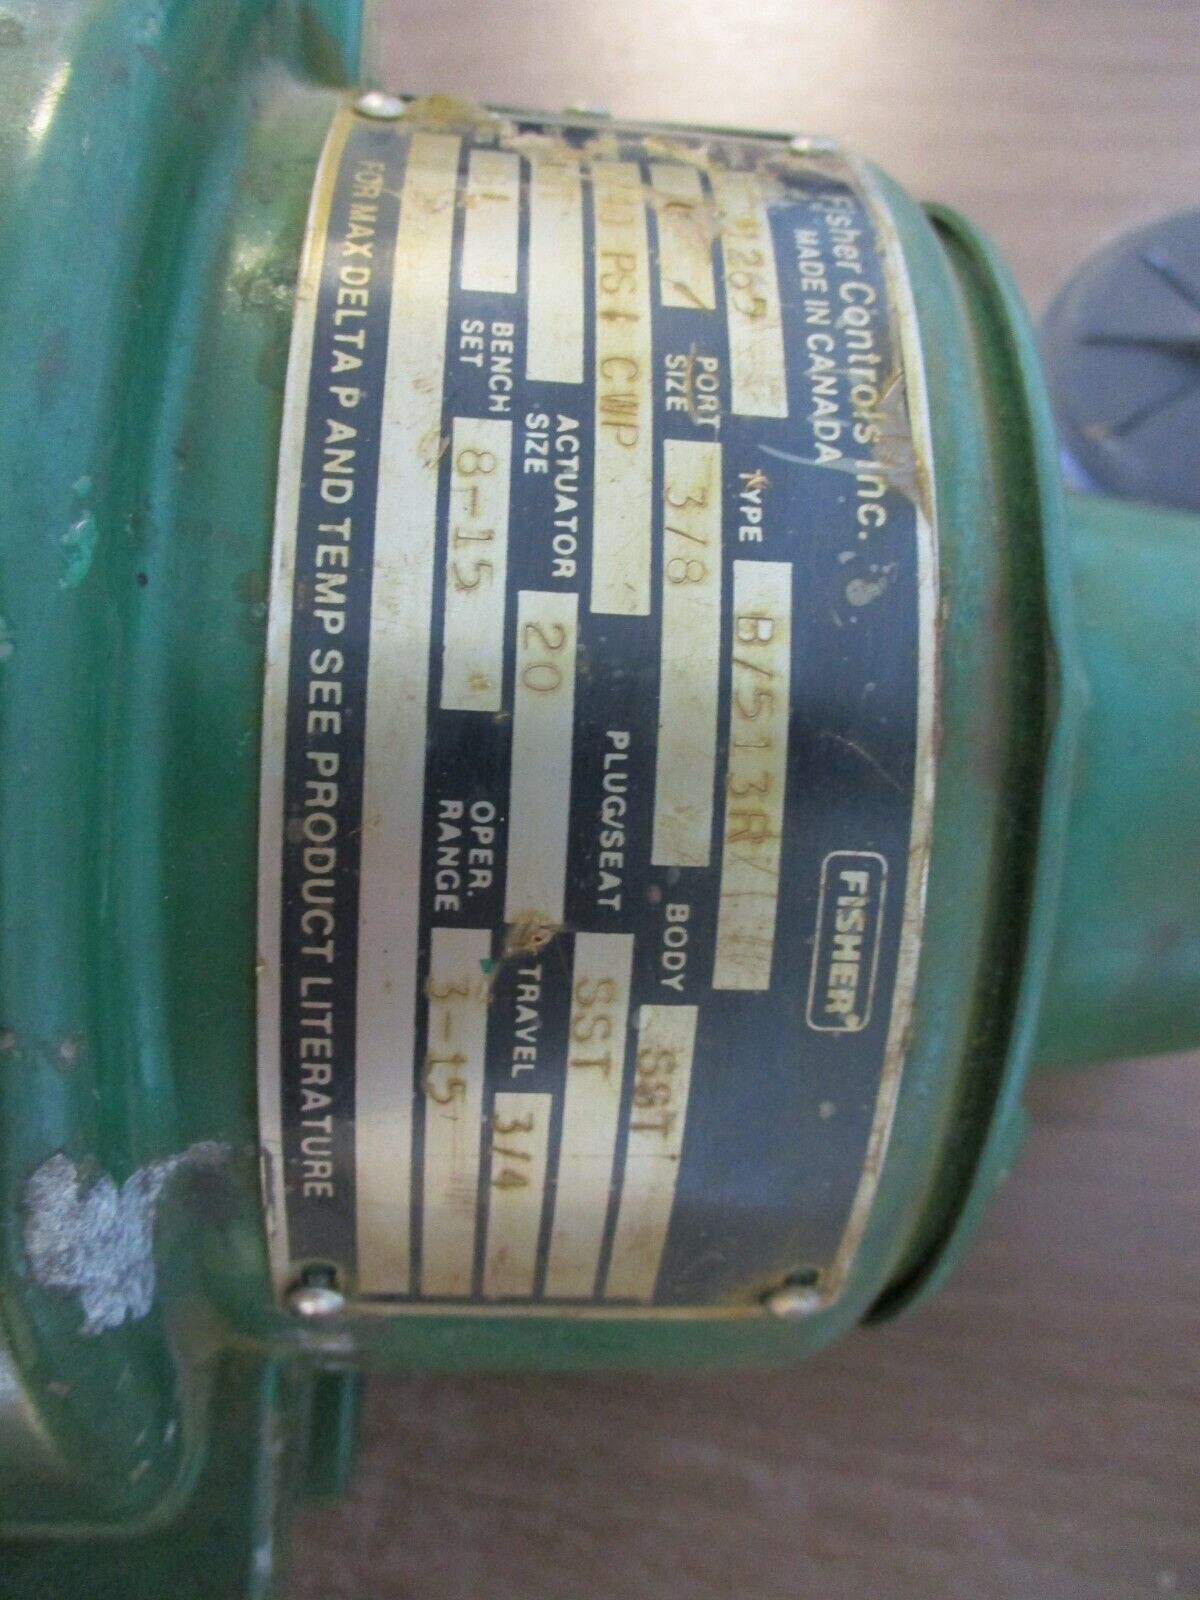 Fisher Controls Inc.
MADE IN CANADA
FISHER
TYPE B/513R
PORT SIZE 3/8 BODY SST
PSI CWP PLUG/SEAT SST
ACTUATOR SIZE 20 TRAVEL 3/4
BENCH SET 8-15 OPER. RANGE 3-15
FOR MAX DELTA P AND TEMP SEE PRODUCT LITERATURE